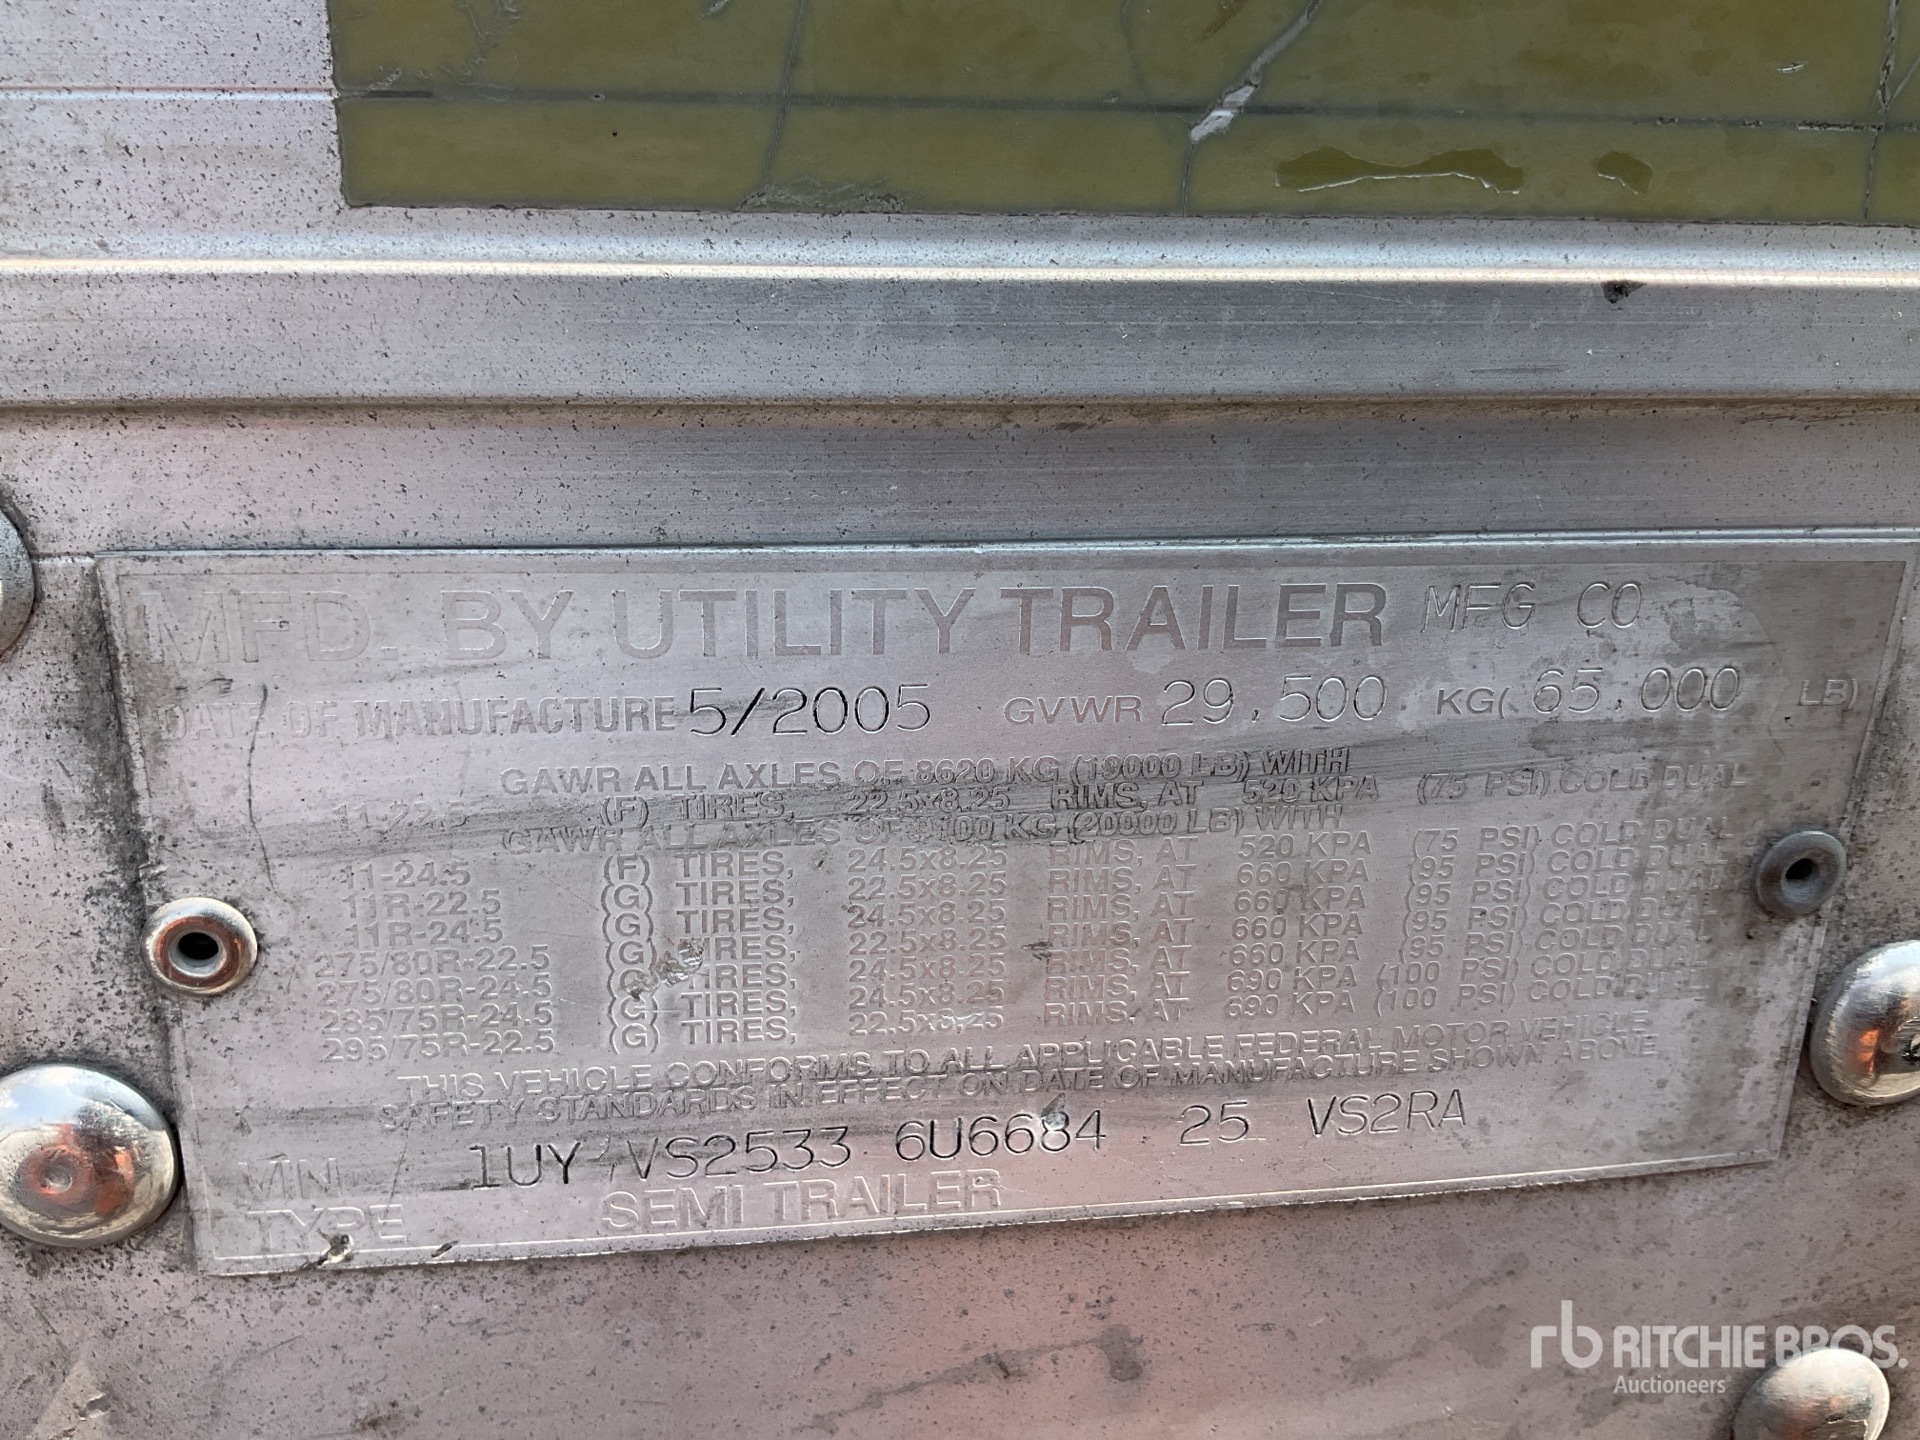 MFD. BY UTILITY TRAILER MFG CO
DATE OF MANUFACTURE 5/2005 GVWR 29,500 KG( 65,000 LB)
GAWR ALL AXLES OF 8620 KG (19000 LB) WITH
11-22.5 (F) TIRES, 22.5x8.25 RIMS, AT 520 KPA (75 PSI) COLD DUAL
GAWR ALL AXLES OF 9100 KG (20000 LB) WITH
11-24.5 (F) TIRES, 24.5x8.25 RIMS, AT 520 KPA (75 PSI) COLD DUAL
11R-22.5 (G) TIRES, 22.5x8.25 RIMS, AT 660 KPA (95 PSI) COLD DUAL
11R-24.5 (G) TIRES, 24.5x8.25 RIMS, AT 660 KPA (95 PSI) COLD DUAL
275/80R-22.5 (G) TIRES, 22.5x8.25 RIMS, AT 660 KPA (95 PSI) COLD DUAL
275/80R-24.5 (G) TIRES, 24.5x8.25 RIMS, AT 660 KPA (95 PSI) COLD DUAL
285/75R-24.5 (G) TIRES, 24.5x8.25 RIMS, AT 690 KPA (100 PSI) COLD DUAL
295/75R-22.5 (G) TIRES, 22.5x8.25 RIMS, AT 690 KPA (100 PSI) COLD DUAL
THIS VEHICLE CONFORMS TO ALL APPLICABLE FEDERAL MOTOR VEHICLE
SAFETY STANDARDS IN EFFECT ON DATE OF MANUFACTURE SHOWN ABOVE
VIN 1UY VS2533 6U6684 25 VS2RA
TYPE SEMI TRAILER
rb RITCHIE BROS.
Auctioneers